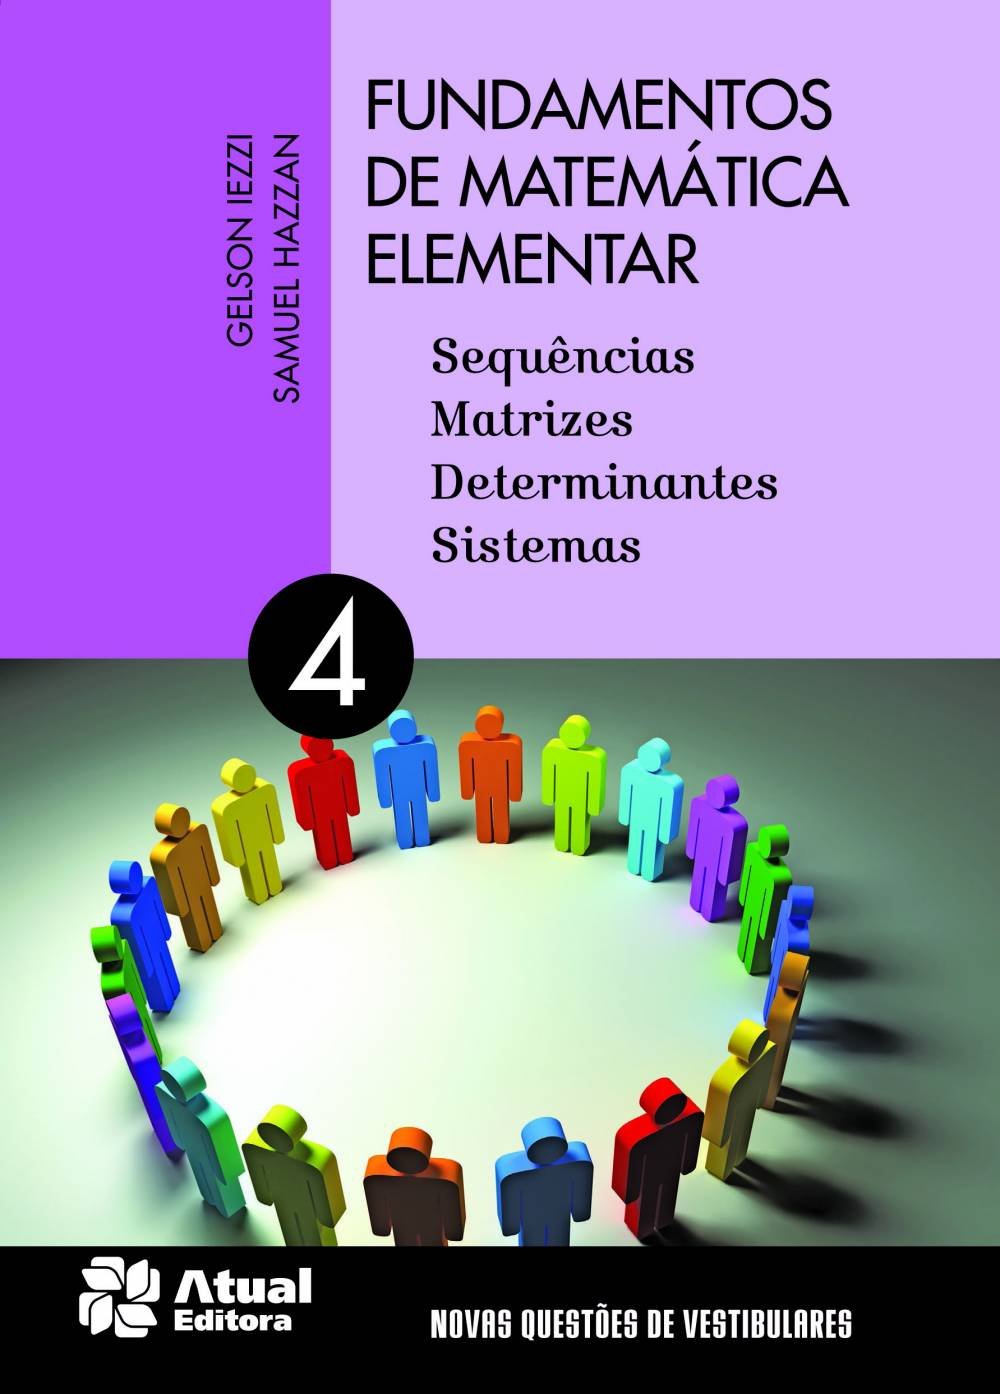 GELSON IEZZI
SAMUEL HAZZAN
FUNDAMENTOS
DE MATEMÁTICA
ELEMENTAR
Sequências
Matrizes
Determinantes
Sistemas
4
Atual
Editora
NOVAS QUESTÕES DE VESTIBULARES